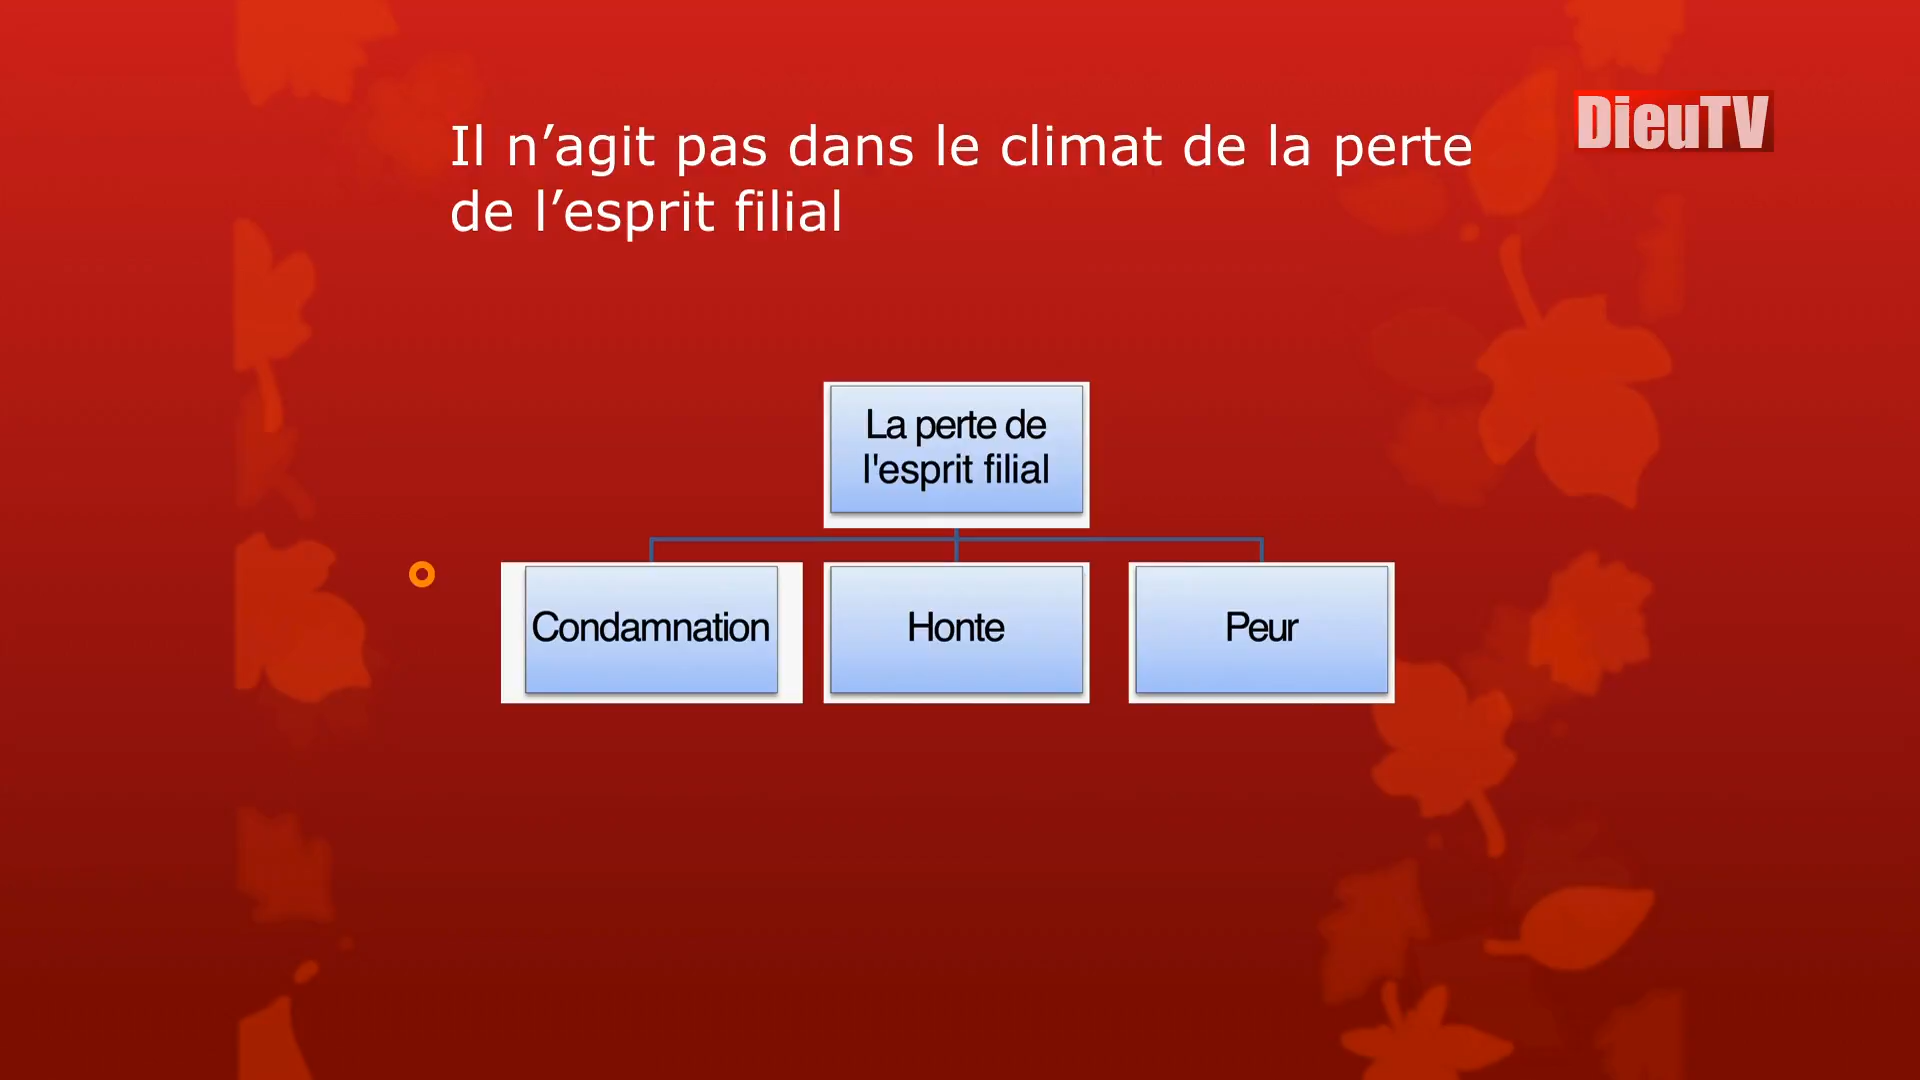 DieuTV
Il n’agit pas dans le climat de la perte
de l’esprit filial
La perte de
l'esprit filial
Condamnation
Honte
Peur